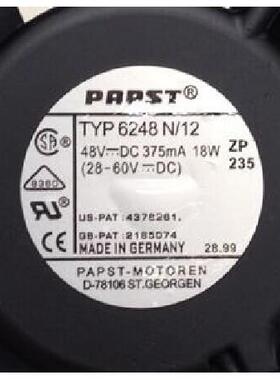 PAPST®
TYP 6248 N/12
48V⎓DC 375mA 18W ZP
(28-60V⎓DC) 235
9360
US-PAT :4376261.
GB-PAT :2185074
MADE IN GERMANY 28.99
PAPST-MOTOREN
D-78106 ST.GEORGEN